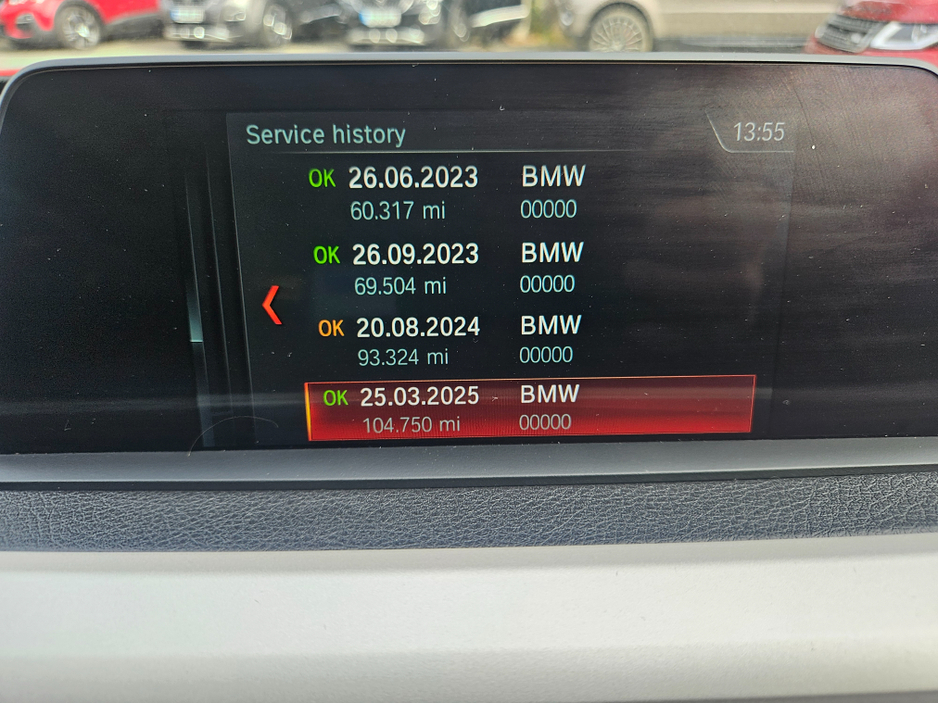 Service history 13:55
OK 26.06.2023 BMW
60.317 mi 00000
OK 26.09.2023 BMW
69.504 mi 00000
OK 20.08.2024 BMW
93.324 mi 00000
OK 25.03.2025 BMW
104.750 mi 00000